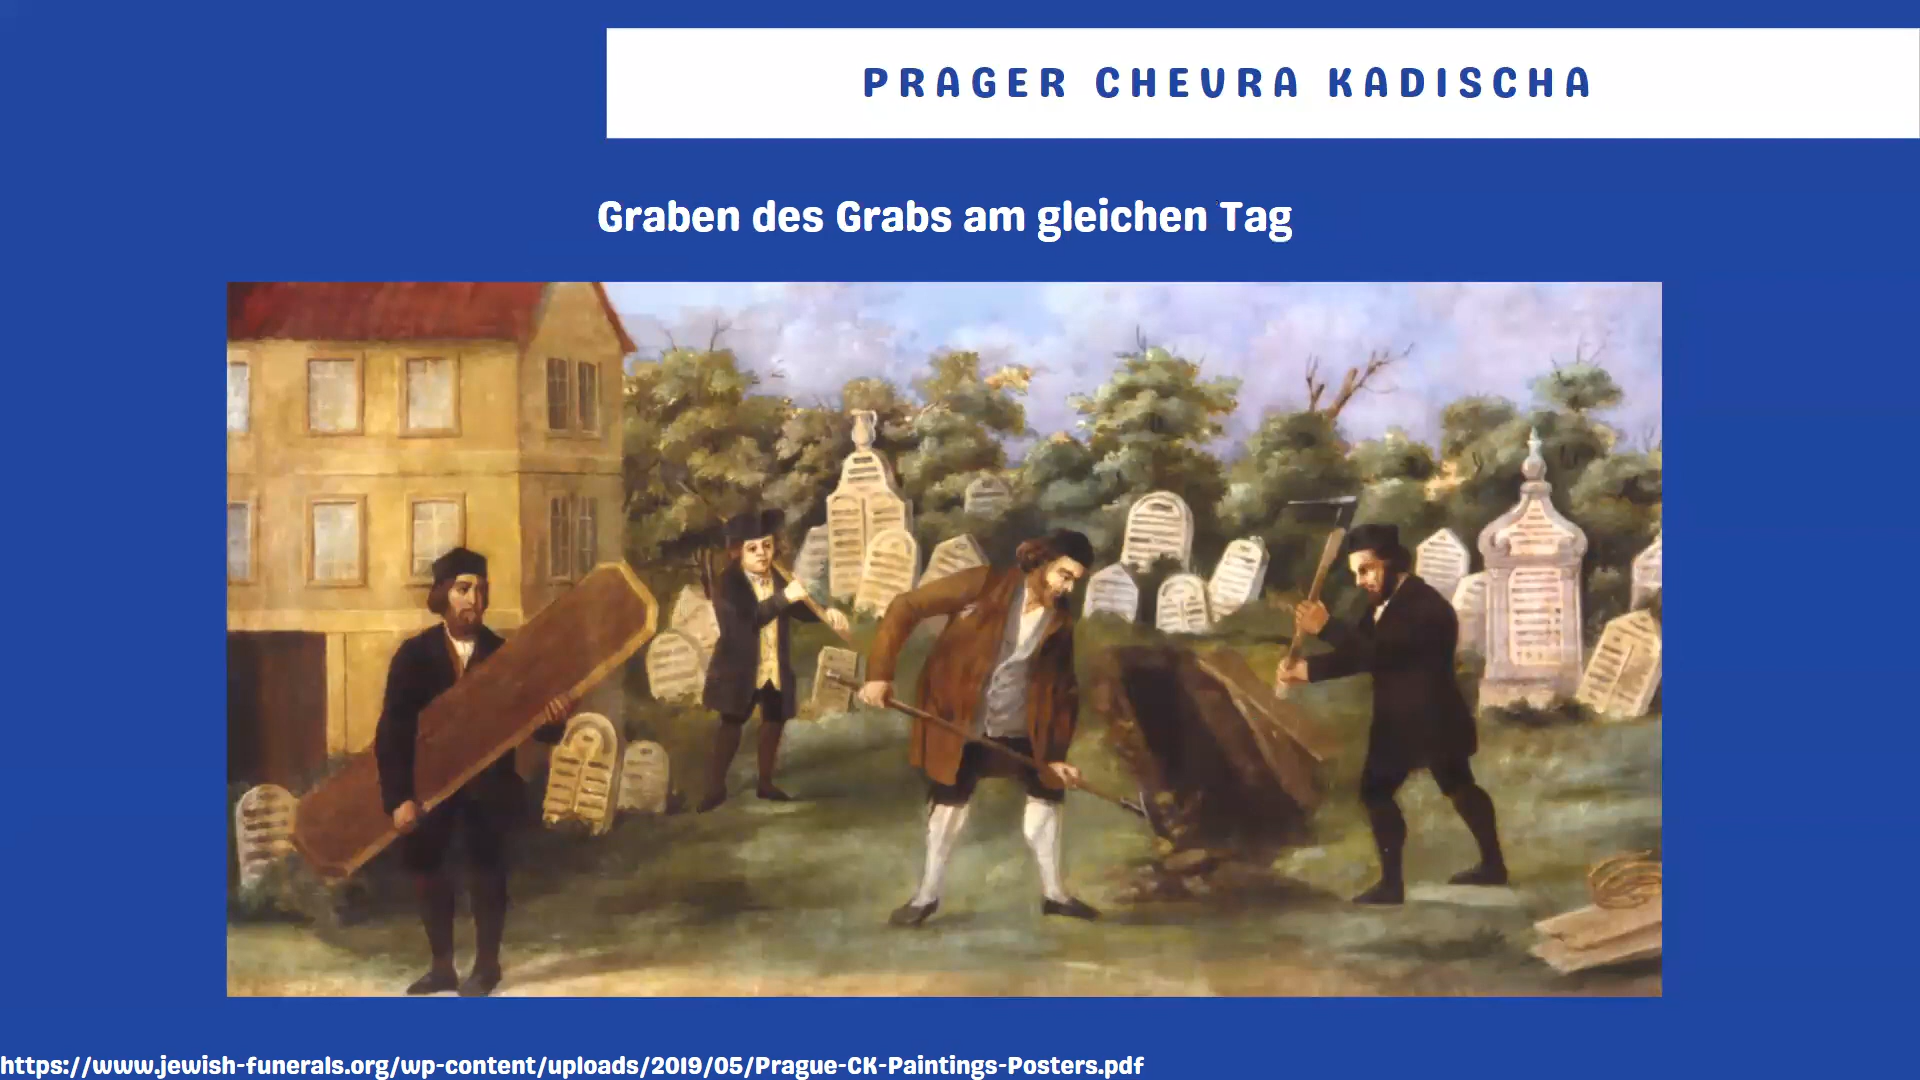 PRAGER CHEVRA KADISCHA
Graben des Grabs am gleichen Tag
https://www.jewish-funerals.org/wp-content/uploads/2019/05/Prague-CK-Paintings-Posters.pdf